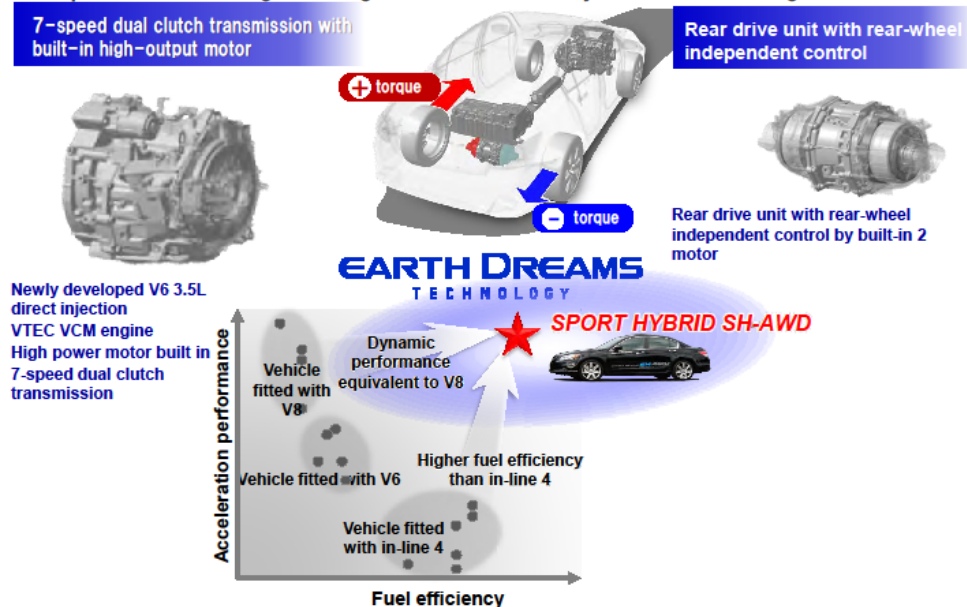 7-speed dual clutch transmission with
built-in high-output motor
+ torque
Rear drive unit with rear-wheel
independent control
- torque
Rear drive unit with rear-wheel
independent control by built-in 2
motor
EARTH DREAMS
TECHNOLOGY
Newly developed V6 3.5L
direct injection
VTEC VCM engine
High power motor built in
7-speed dual clutch
transmission
SPORT HYBRID SH-AWD
Dynamic
performance
equivalent to V8
Vehicle
fitted with
V8
Acceleration performance
Vehicle fitted with V6
Higher fuel efficiency
than in-line 4
Vehicle fitted
with in-line 4
Fuel efficiency